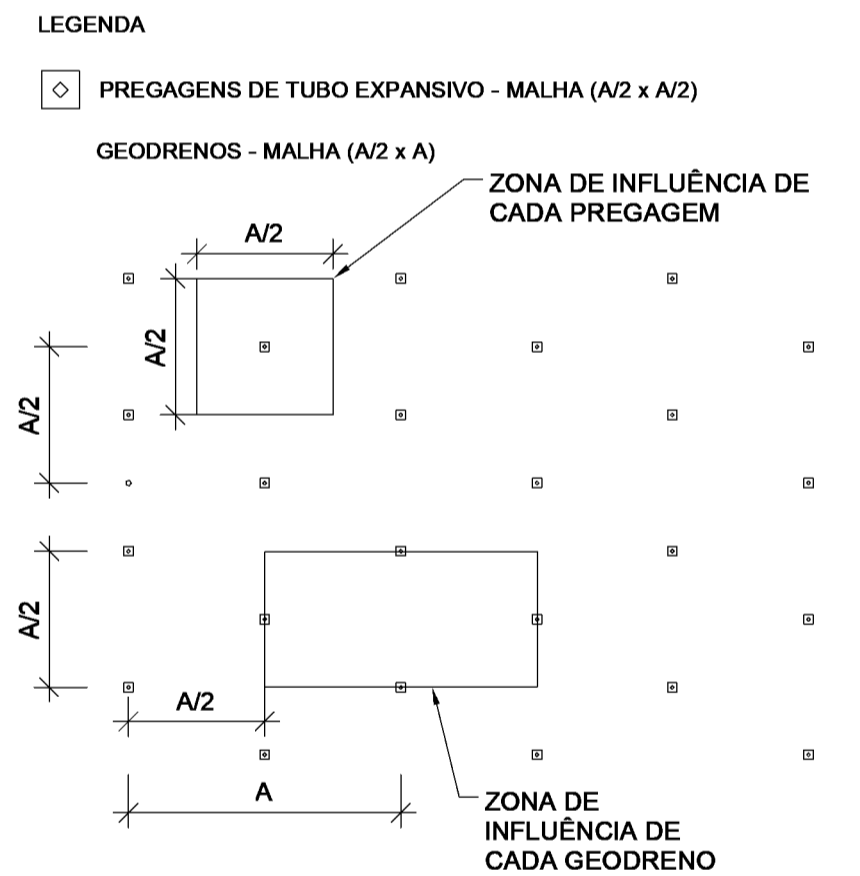 LEGENDA
PREGAGENS DE TUBO EXPANSIVO - MALHA (A/2 x A/2)
GEODRENOS - MALHA (A/2 x A)
ZONA DE INFLUÊNCIA DE
CADA PREGAGEM
A/2
A/2
A/2
A/2
A/2
A
ZONA DE
INFLUÊNCIA DE
CADA GEODRENO